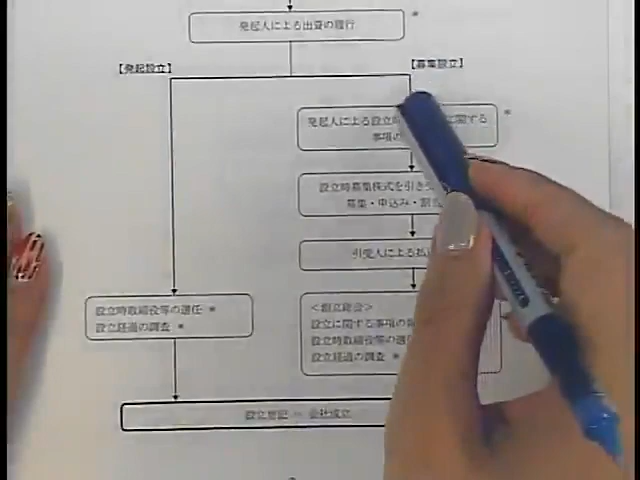 発起人による出資の履行 *
【発起設立】
【募集設立】
発起人による設立時 に関する *
事項の
設立時募集株式を引き
募集・申込み・割
引受人による払
設立時取締役等の選任 *
設立経過の調査 *
<創立総会>
設立に関する事項の
設立時取締役等の選
設立経過の調査 *
設立登記 = 会社成立